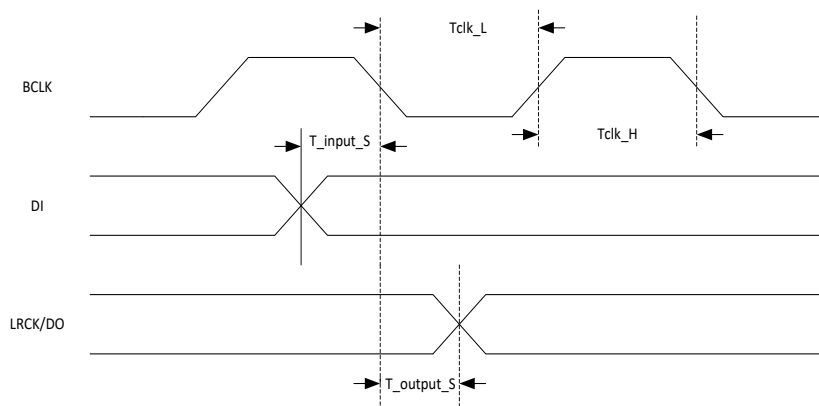 Tclk_L
BCLK
Tclk_H
T_input_S
DI
LRCK/DO
T_output_S